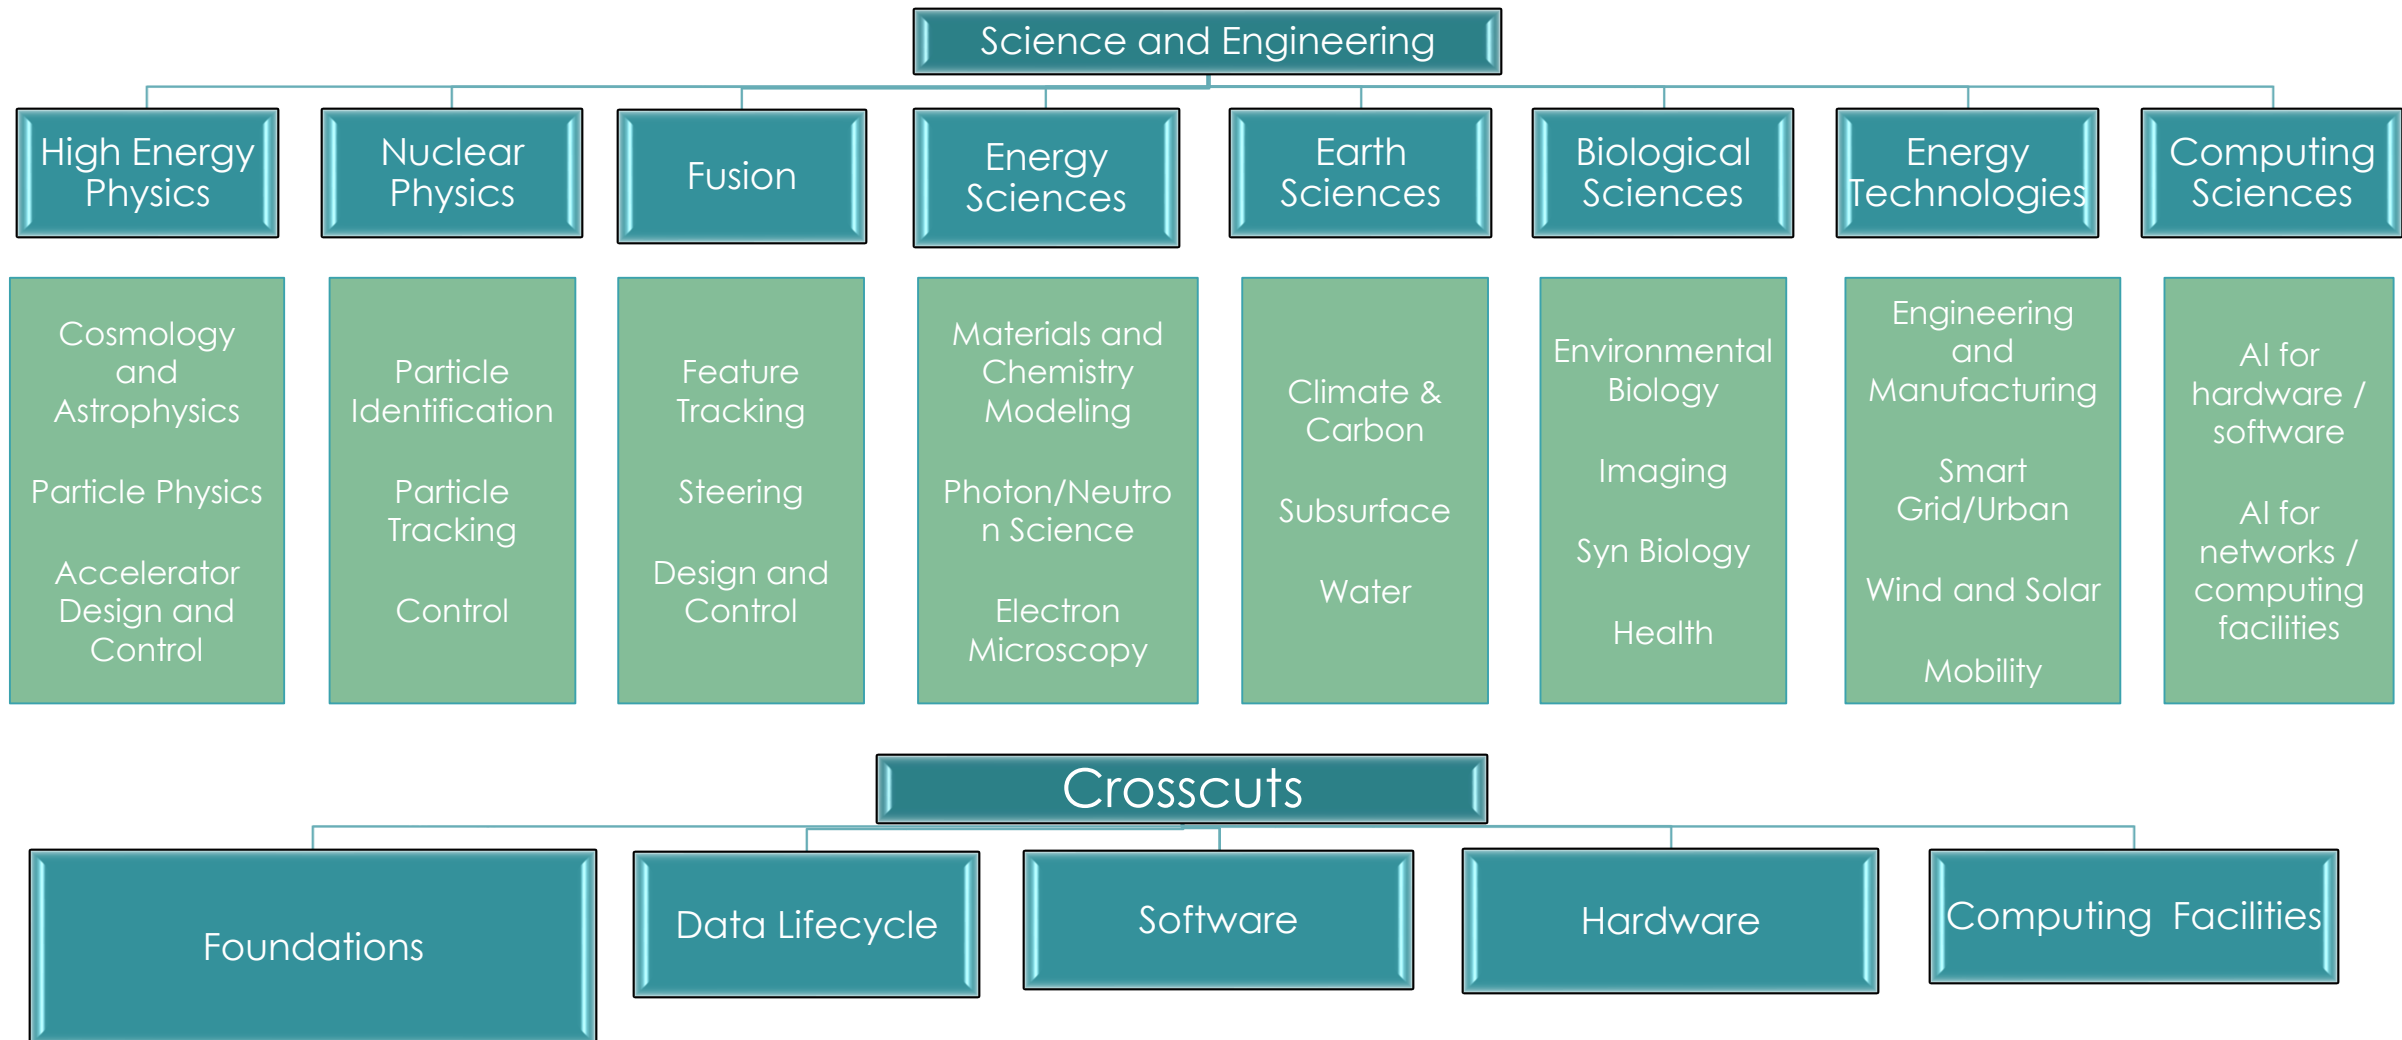 Science and Engineering
High Energy
Physics
Nuclear
Physics
Fusion
Energy
Sciences
Earth
Sciences
Biological
Sciences
Energy
Technologies
Computing
Sciences
Cosmology
and
Astrophysics
Particle Physics
Accelerator
Design and
Control
Particle
Identification
Particle
Tracking
Control
Feature
Tracking
Steering
Design and
Control
Materials and
Chemistry
Modeling
Photon/Neutro
n Science
Electron
Microscopy
Climate &
Carbon
Subsurface
Water
Environmental
Biology
Imaging
Syn Biology
Health
Engineering
and
Manufacturing
Smart
Grid/Urban
Wind and Solar
Mobility
AI for
hardware /
software
AI for
networks /
computing
facilities
Crosscuts
Foundations
Data Lifecycle
Software
Hardware
Computing  Facilities